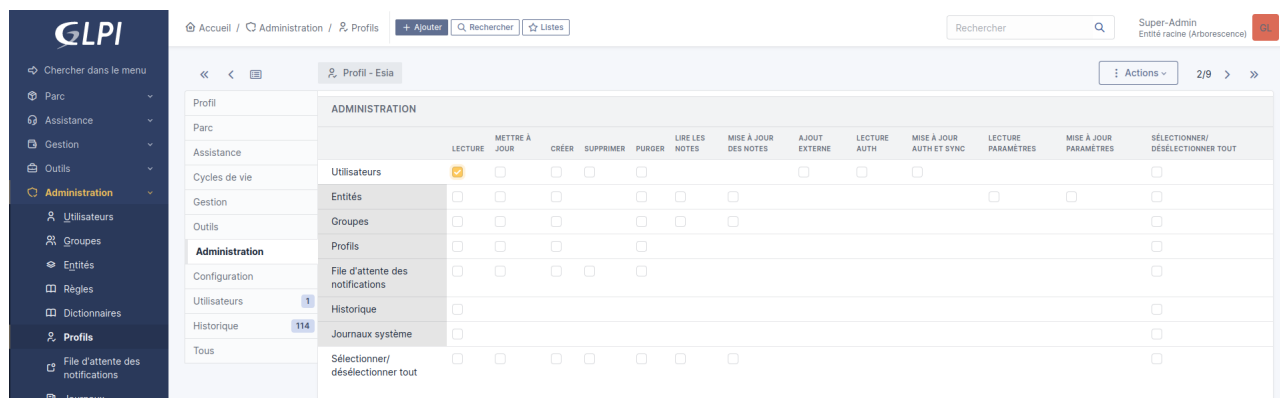 GLPI
Accueil / Administration / Profils
+ Ajouter
Rechercher
Listes
Rechercher
Super-Admin
Entité racine (Arborescence)
GL
Chercher dans le menu
Parc
Assistance
Gestion
Outils
Administration
Utilisateurs
Groupes
Entités
Règles
Dictionnaires
Profils
File d'attente des
notifications
Profil - Esia
Actions
2/9
Profil
Parc
Assistance
Cycles de vie
Gestion
Outils
Administration
Configuration
Utilisateurs 1
Historique 114
Tous
ADMINISTRATION
LECTURE
METTRE À
JOUR
CRÉER
SUPPRIMER
PURGER
LIRE LES
NOTES
MISE À JOUR
DES NOTES
AJOUT
EXTERNE
LECTURE
AUTH
MISE À JOUR
AUTH ET SYNC
LECTURE
PARAMÈTRES
MISE À JOUR
PARAMÈTRES
SÉLECTIONNER/
DÉSÉLECTIONNER TOUT
Utilisateurs
Entités
Groupes
Profils
File d'attente des
notifications
Historique
Journaux système
Sélectionner/
désélectionner tout